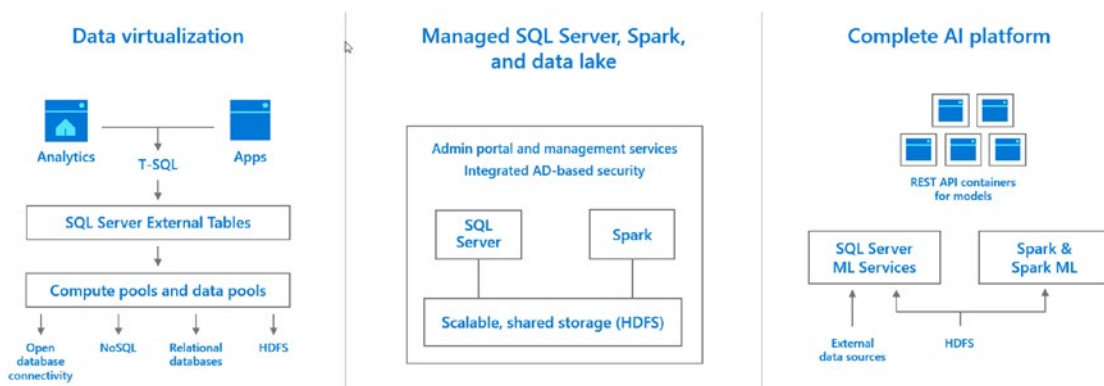 Data virtualization
Analytics
Apps
T-SQL
SQL Server External Tables
Compute pools and data pools
Open
database
connectivity
NoSQL
Relational
databases
HDFS
Managed SQL Server, Spark,
and data lake
Admin portal and management services
Integrated AD-based security
SQL
Server
Spark
Scalable, shared storage (HDFS)
Complete AI platform
REST API containers
for models
SQL Server
ML Services
Spark &
Spark ML
External
data sources
HDFS